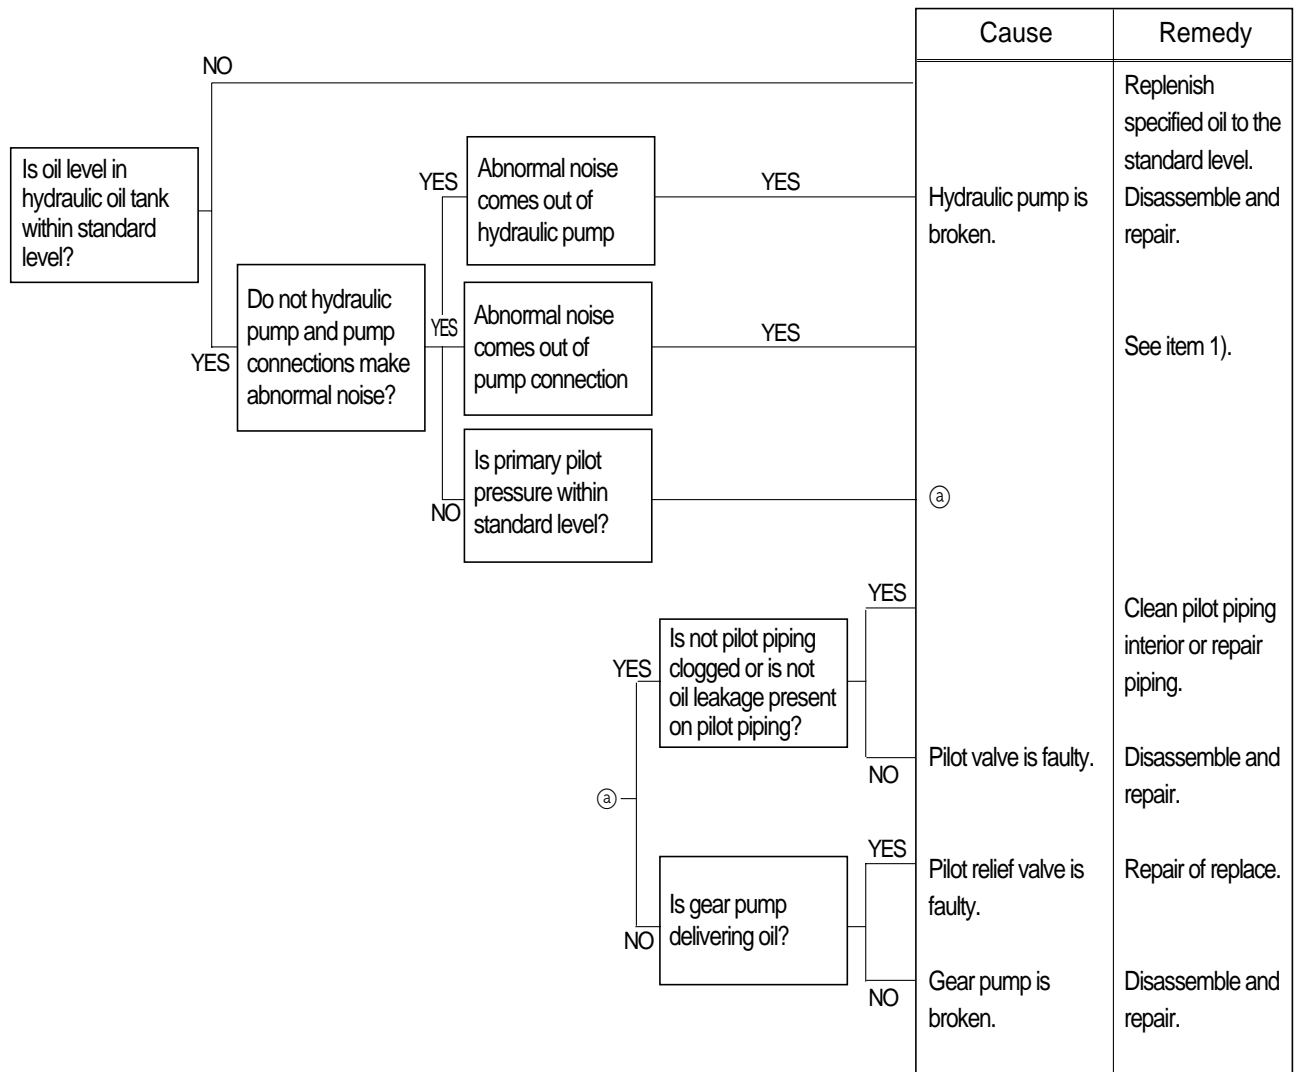 Cause
Remedy
NO
Replenish
specified oil to the
standard level.
Is oil level in
hydraulic oil tank
within standard
level?
YES
Abnormal noise
comes out of
hydraulic pump
YES
Hydraulic pump is
broken.
Disassemble and
repair.
YES
Do not hydraulic
pump and pump
connections make
abnormal noise?
YES
Abnormal noise
comes out of
pump connection
YES
See item 1).
NO
Is primary pilot
pressure within
standard level?
ⓐ
YES
Clean pilot piping
interior or repair
piping.
YES
Is not pilot piping
clogged or is not
oil leakage present
on pilot piping?
NO
Pilot valve is faulty.
Disassemble and
repair.
ⓐ
YES
Pilot relief valve is
faulty.
Repair of replace.
NO
Is gear pump
delivering oil?
NO
Gear pump is
broken.
Disassemble and
repair.